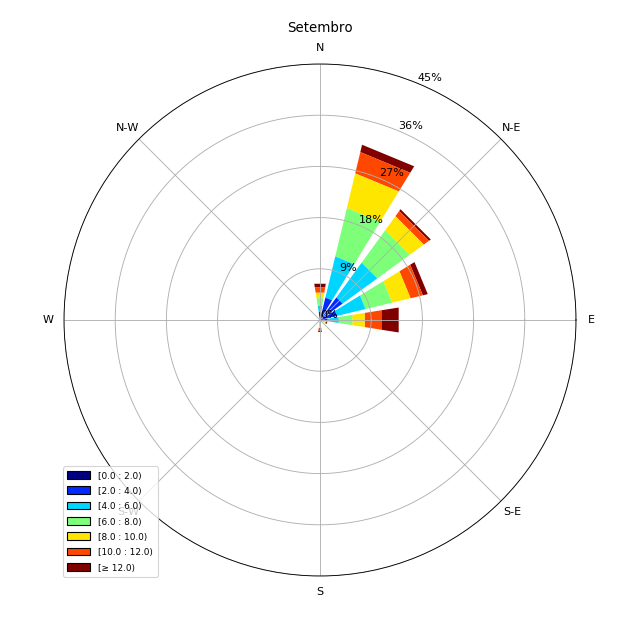 Setembro
N
45%
N-W
36%
N-E
27%
18%
9%
W
0%
E
[0.0 : 2.0)
[2.0 : 4.0)
[4.0 : 6.0)
S-W
S-E
[6.0 : 8.0)
[8.0 : 10.0)
[10.0 : 12.0)
[≥ 12.0)
S